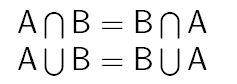 A ⋂ B = B ⋂ A
A ⋃ B = B ⋃ A